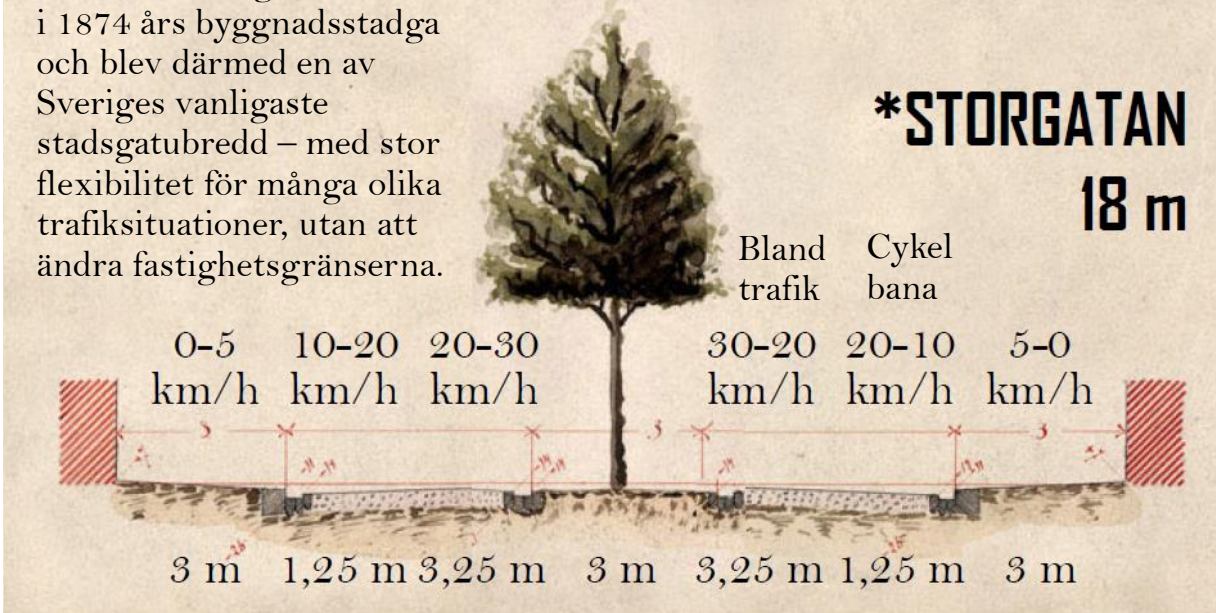 i 1874 års byggnadsstadga
och blev därmed en av
Sveriges vanligaste
stadsgatubredd – med stor
flexibilitet för många olika
trafiksituationer, utan att
ändra fastighetsgränserna.
*STORGATAN
18 m
Bland Cykel
trafik bana
0-5 10-20 20-30 30-20 20-10 5-0
km/h km/h km/h km/h km/h km/h
3 3 3
3 m 1,25 m 3,25 m 3 m 3,25 m 1,25 m 3 m